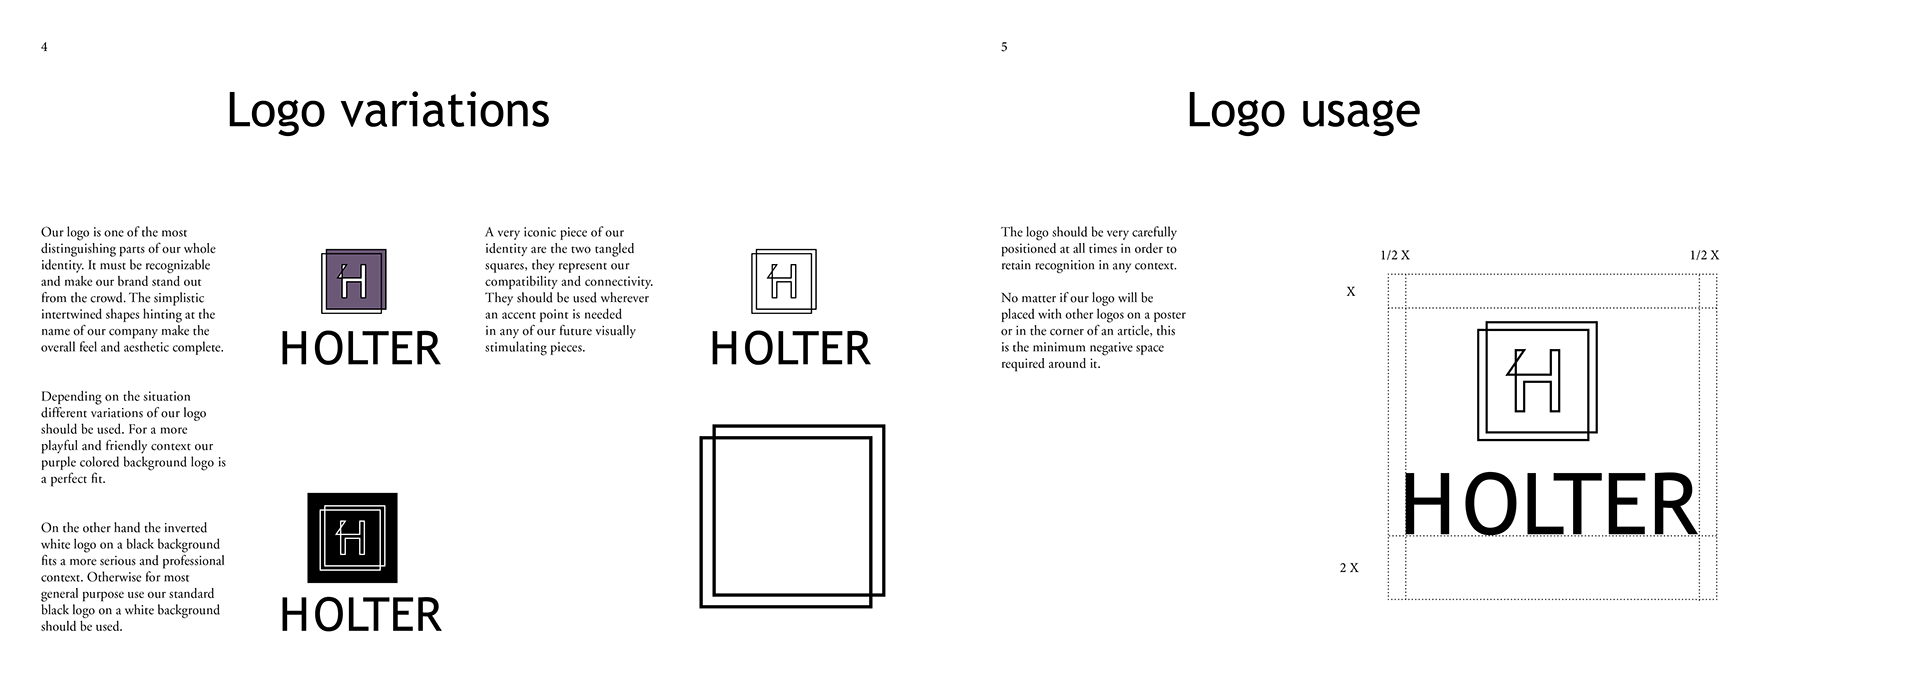 4
Logo variations
Our logo is one of the most
distinguishing parts of our whole
identity. It must be recognizable
and make our brand stand out
from the crowd. The simplistic
intertwined shapes hinting at the
name of our company make the
overall feel and aesthetic complete.
Depending on the situation
different variations of our logo
should be used. For a more
playful and friendly context our
purple colored background logo is
a perfect fit.
On the other hand the inverted
white logo on a black background
fits a more serious and professional
context. Otherwise for most
general purpose use our standard
black logo on a white background
should be used.
H
HOLTER
H
HOLTER
A very iconic piece of our
identity are the two tangled
squares, they represent our
compatibility and connectivity.
They should be used wherever
an accent point is needed
in any of our future visually
stimulating pieces.
H
HOLTER
5
Logo usage
The logo should be very carefully
positioned at all times in order to
retain recognition in any context.
No matter if our logo will be
placed with other logos on a poster
or in the corner of an article, this
is the minimum negative space
required around it.
1/2 X
1/2 X
X
H
HOLTER
2 X